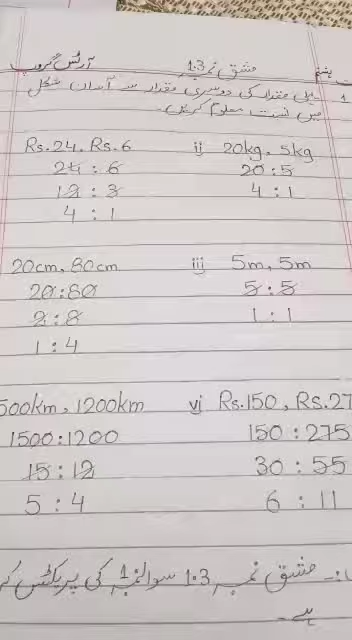 ہشتم مشق نمبر 1.3 آرٹس گروپ
1 پہلی مقدار کی دوسری مقدار سے آسان شکل
میں نسبت معلوم کریں۔
Rs.24, Rs.6 ii 20kg, 5kg
24 : 6 20 : 5
12 : 3 4 : 1
4 : 1
20cm, 80cm iii 5m, 5m
20:80 5 : 5
2 : 8 1 : 1
1 : 4
500km, 1200km vi Rs.150, Rs.27
1500:1200 150 : 275
15 : 12 30 : 55
5 : 4 6 : 11
مشق نمبر 1.3 سوال نمبر 1 کی پریکٹس
ہے۔